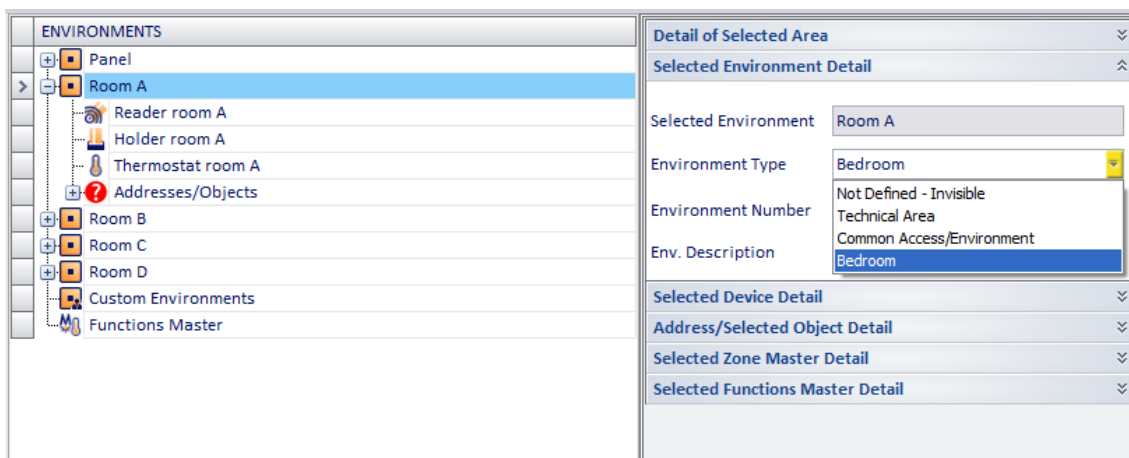 ENVIRONMENTS
Panel
Room A
Reader room A
Holder room A
Thermostat room A
Addresses/Objects
Room B
Room C
Room D
Custom Environments
Functions Master
Detail of Selected Area
Selected Environment Detail
Selected Environment Room A
Environment Type Bedroom
Not Defined - Invisible
Technical Area
Environment Number
Common Access/Environment
Env. Description
Bedroom
Selected Device Detail
Address/Selected Object Detail
Selected Zone Master Detail
Selected Functions Master Detail